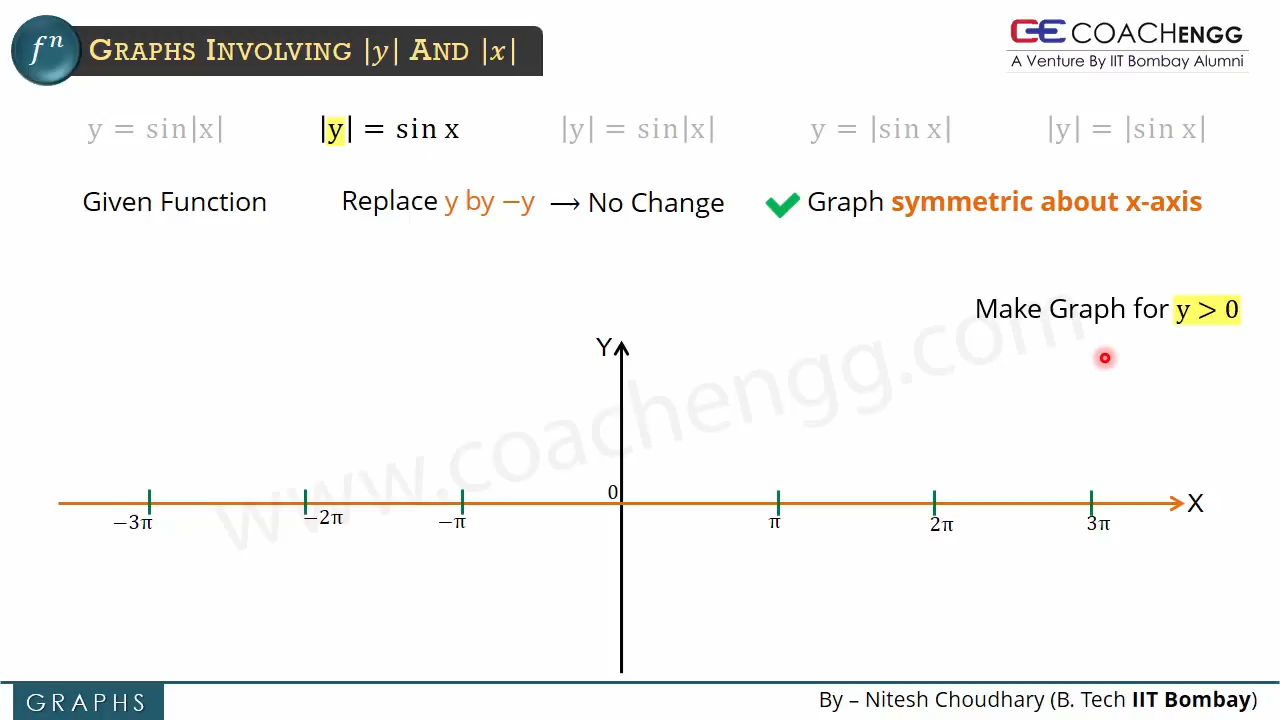 fⁿ GRAPHS INVOLVING |y| AND |x|
CE COACHENGG
A Venture By IIT Bombay Alumni
y = sin|x| |y| = sin x |y| = sin|x| y = |sin x| |y| = |sin x|
Given Function Replace y by −y → No Change ✔ Graph symmetric about x-axis
Make Graph for y > 0
Y
www.coachengg.com
0
X
−3π −2π −π π 2π 3π
GRAPHS
By – Nitesh Choudhary (B. Tech IIT Bombay)